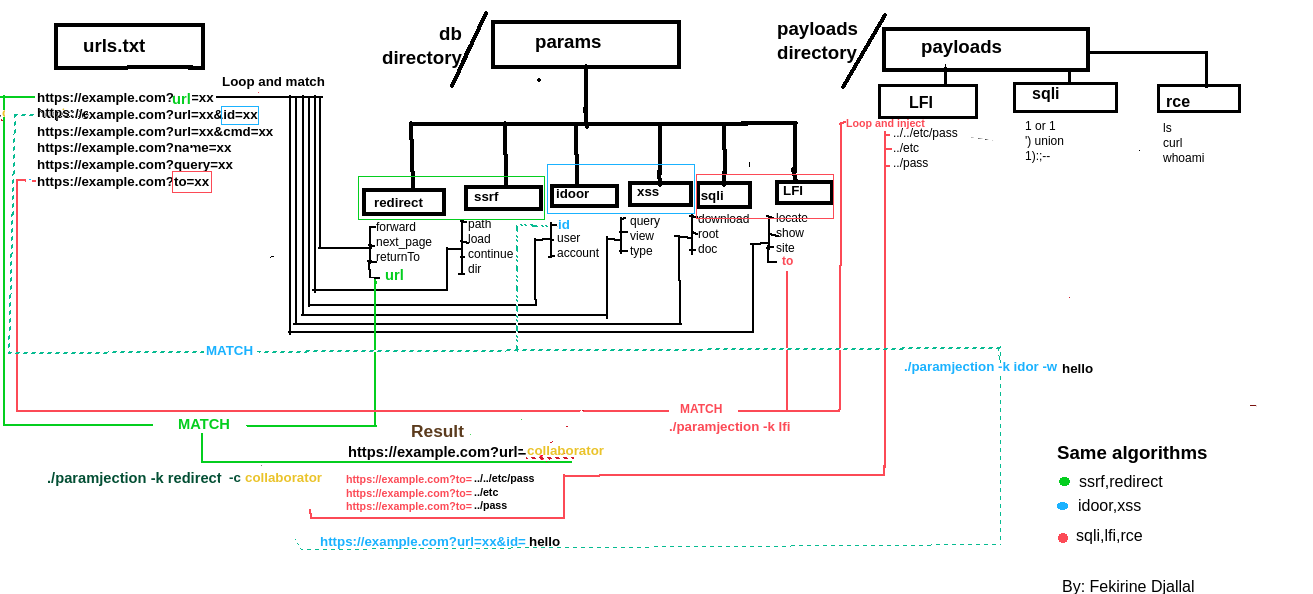 urls.txt
db
directory
params
payloads
directory
payloads
Loop and match
https://example.com?url=xx
https://example.com?url=xx&id=xx
https://example.com?url=xx&cmd=xx
https://example.com?name=xx
https://example.com?query=xx
https://example.com?to=xx
LFI
sqli
rce
Loop and inject
../../etc/pass
../etc
../pass
1 or 1
') union
1):;--
ls
curl
whoami
redirect
ssrf
idoor
xss
sqli
LFI
forward
next_page
returnTo
url
path
load
continue
dir
id
user
account
query
view
type
download
root
doc
locate
show
site
to
MATCH
./paramjection -k idor -w hello
MATCH
./paramjection -k lfi
MATCH
Result
https://example.com?url=collaborator
./paramjection -k redirect -c collaborator
https://example.com?to= ../../etc/pass
https://example.com?to= ../etc
https://example.com?to= ../pass
https://example.com?url=xx&id= hello
Same algorithms
ssrf,redirect
idoor,xss
sqli,lfi,rce
By: Fekirine Djallal